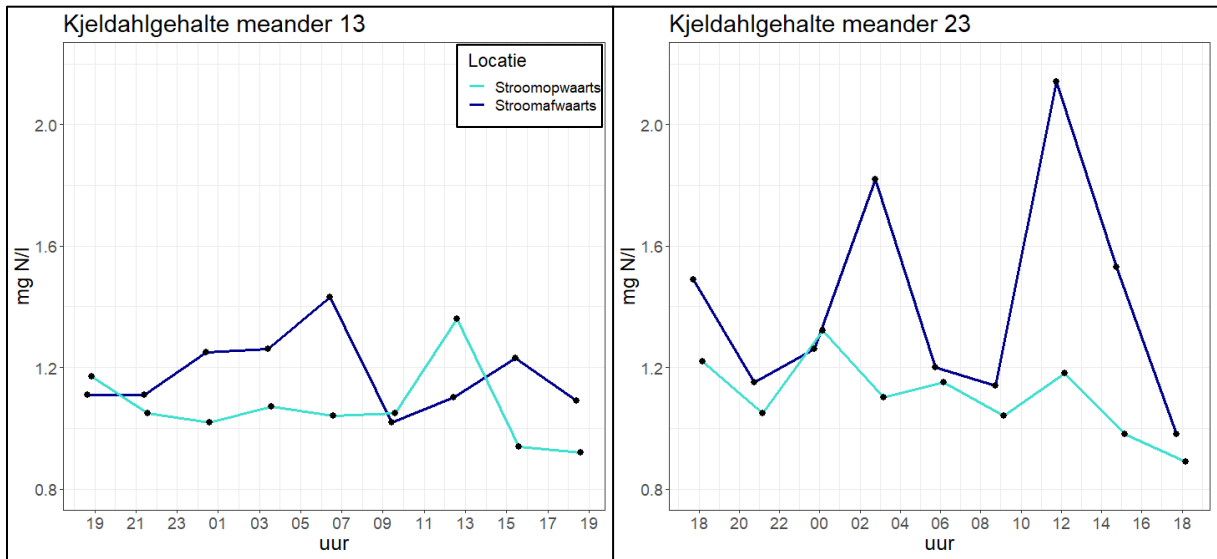 Kjeldahlgehalte meander 13
Locatie
Stroomopwaarts
Stroomafwaarts
2.0
1.6
1.2
0.8
mg N/l
19 21 23 01 03 05 07 09 11 13 15 17 19
uur
Kjeldahlgehalte meander 23
2.0
1.6
1.2
0.8
mg N/l
18 20 22 00 02 04 06 08 10 12 14 16 18
uur